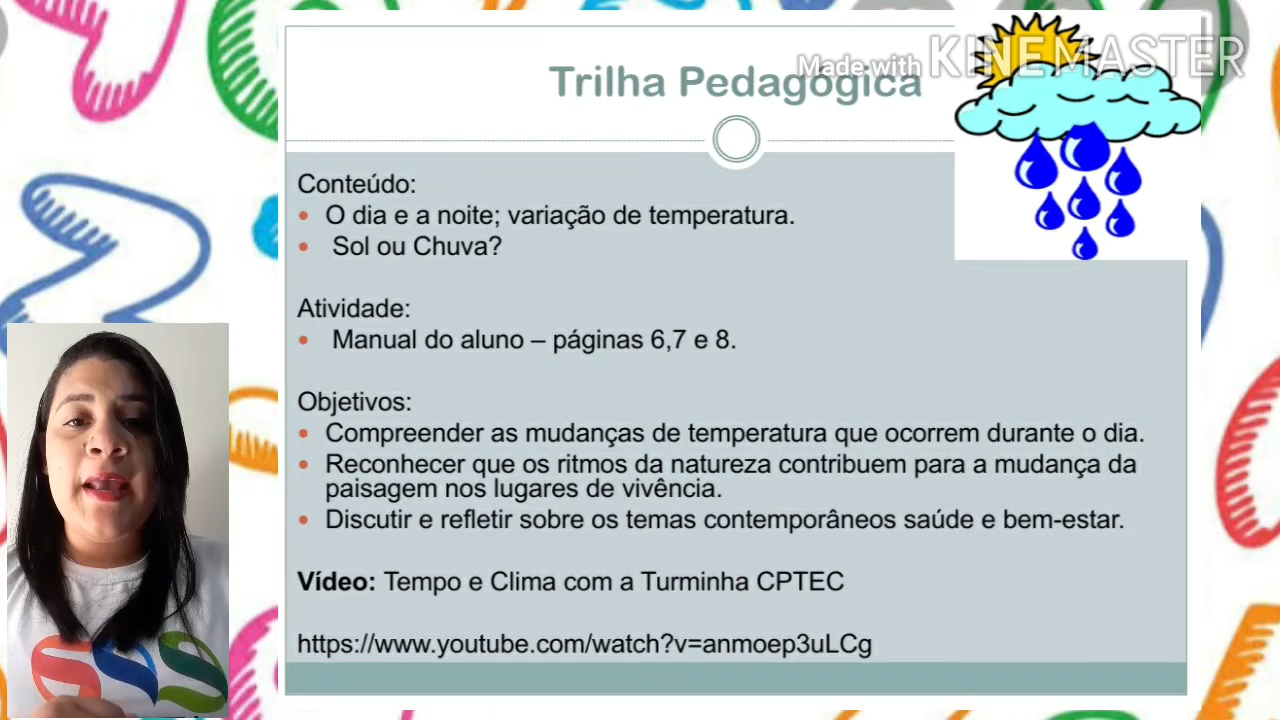 Made with KINEMASTER
Trilha Pedagógica
Conteúdo:
• O dia e a noite; variação de temperatura.
• Sol ou Chuva?
Atividade:
• Manual do aluno – páginas 6,7 e 8.
Objetivos:
• Compreender as mudanças de temperatura que ocorrem durante o dia.
• Reconhecer que os ritmos da natureza contribuem para a mudança da
paisagem nos lugares de vivência.
• Discutir e refletir sobre os temas contemporâneos saúde e bem-estar.
Vídeo: Tempo e Clima com a Turminha CPTEC
https://www.youtube.com/watch?v=anmoep3uLCg